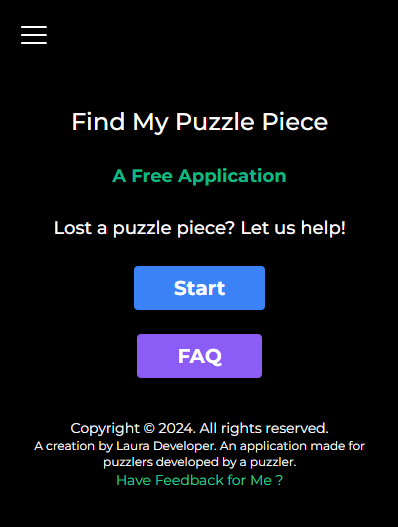 Find My Puzzle Piece
A Free Application
Lost a puzzle piece? Let us help!
Start
FAQ
Copyright © 2024. All rights reserved.
A creation by Laura Developer. An application made for
puzzlers developed by a puzzler.
Have Feedback for Me ?